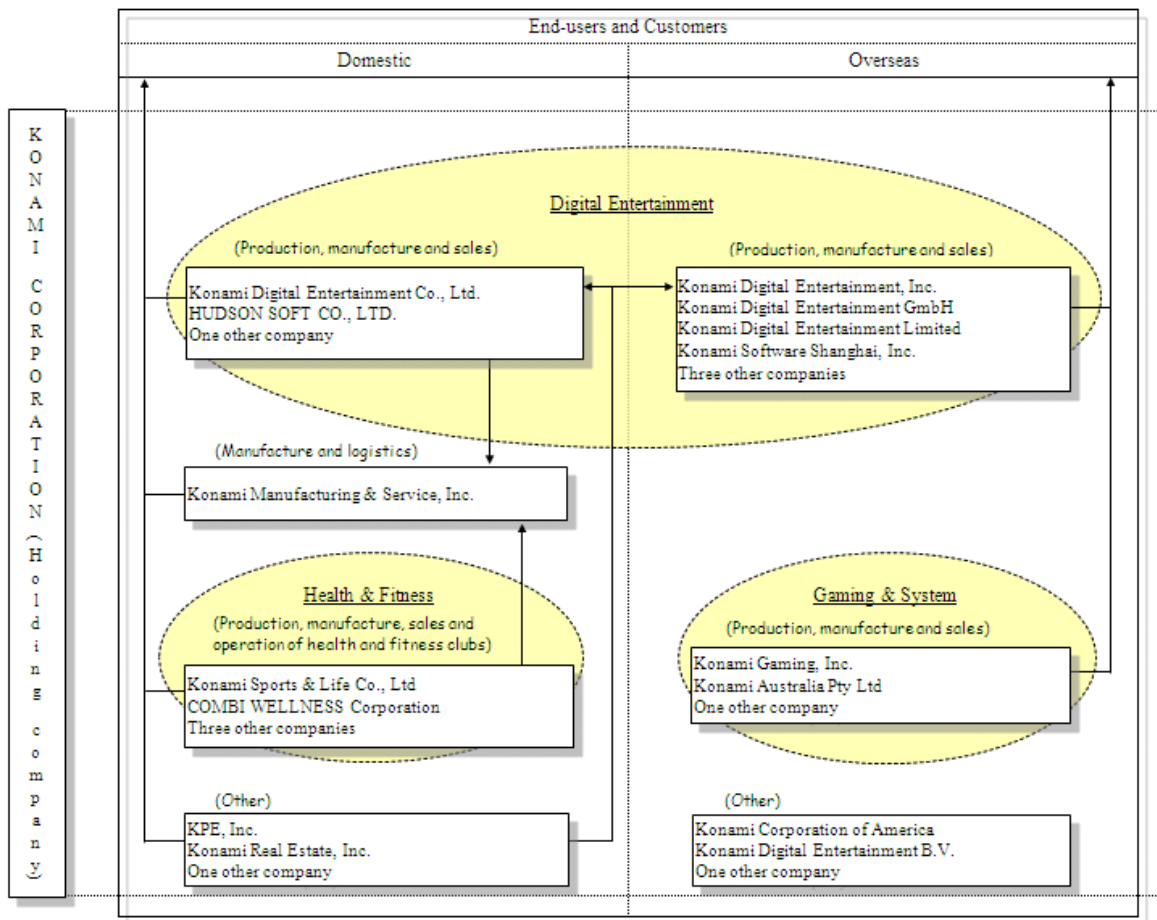 End-users and Customers
Domestic
Overseas
KONAMI CORPORATION (Holding company)
Digital Entertainment
(Production, manufacture and sales)
Konami Digital Entertainment Co., Ltd.
HUDSON SOFT CO., LTD.
One other company
(Production, manufacture and sales)
Konami Digital Entertainment, Inc.
Konami Digital Entertainment GmbH
Konami Digital Entertainment Limited
Konami Software Shanghai, Inc.
Three other companies
(Manufacture and logistics)
Konami Manufacturing & Service, Inc.
Health & Fitness
(Production, manufacture, sales and
operation of health and fitness clubs)
Konami Sports & Life Co., Ltd
COMBI WELLNESS Corporation
Three other companies
Gaming & System
(Production, manufacture and sales)
Konami Gaming, Inc.
Konami Australia Pty Ltd
One other company
(Other)
KPE, Inc.
Konami Real Estate, Inc.
One other company
(Other)
Konami Corporation of America
Konami Digital Entertainment B.V.
One other company